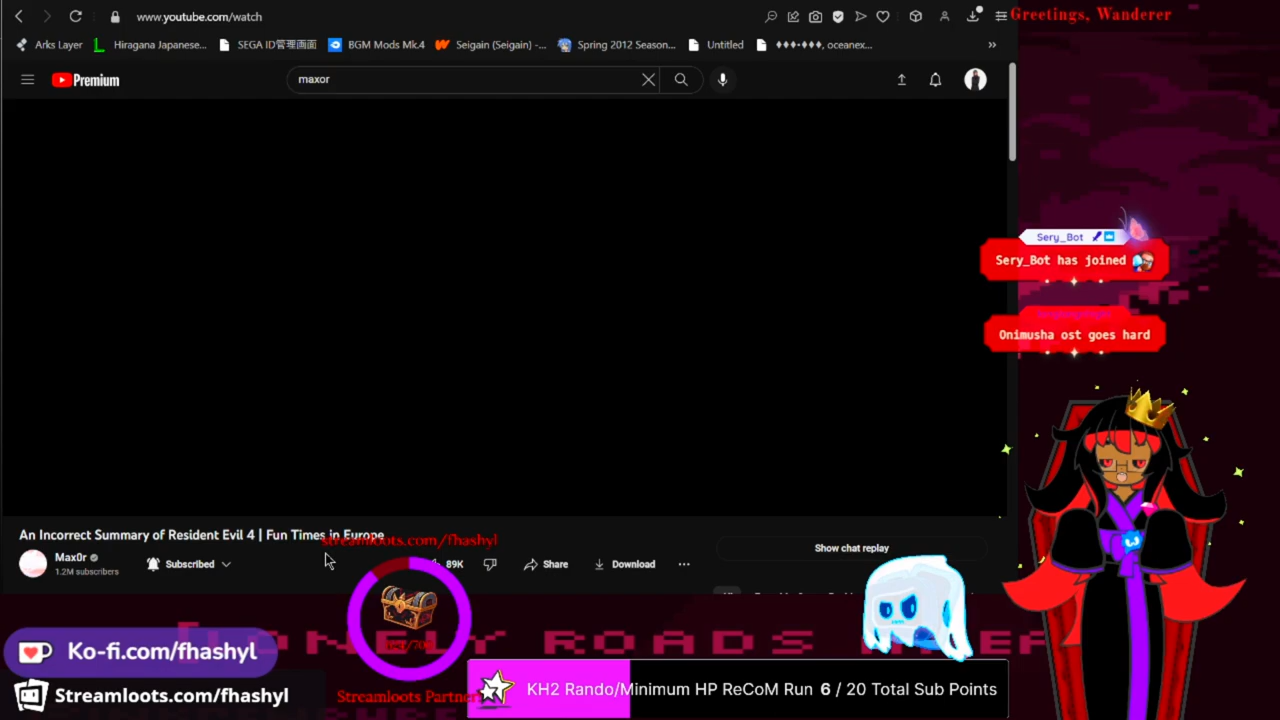 www.youtube.com/watch
Greetings, Wanderer
Arks Layer
Hiragana Japanese...
SEGA ID管理画面
BGM Mods Mk.4
Seigain (Seigain) -...
Spring 2012 Season...
Untitled
♦♦♦-♦♦♦, oceanex...
Premium
maxor
Sery_Bot
Sery_Bot has joined
Onimusha ost goes hard
An Incorrect Summary of Resident Evil 4 | Fun Times in Europe
streamloots.com/fhashyl
Show chat replay
Max0r
1.2M subscribers
Subscribed
89K
Share
Download
LONELY ROADS
Ko-fi.com/fhashyl
KH2 Rando/Minimum HP ReCoM Run 6 / 20 Total Sub Points
Streamloots.com/fhashyl
Streamloots Partner